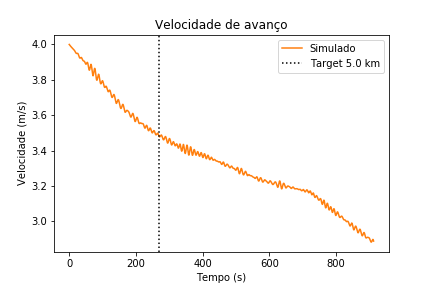 Velocidade de avanço
Simulado
Target 5.0 km
Velocidade (m/s)
4.0
3.8
3.6
3.4
3.2
3.0
0 200 400 600 800
Tempo (s)